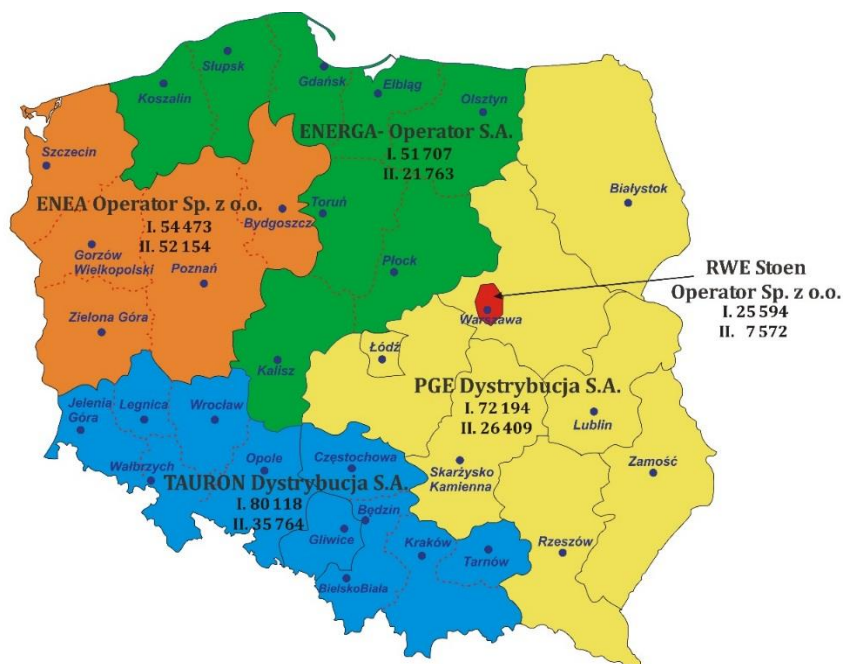 Słupsk
Koszalin
Gdańsk
Elbląg
Olsztyn
ENERGA- Operator S.A.
I. 51 707
II. 21 763
Szczecin
Białystok
ENEA Operator Sp. z o.o.
I. 54 473
II. 52 154
Bydgoszcz
Toruń
Gorzów
Wielkopolski
Poznań
Płock
RWE Stoen
Operator Sp. z o.o.
I. 25 594
II. 7 572
Warszawa
Zielona Góra
Łódź
Kalisz
PGE Dystrybucja S.A.
I. 72 194
II. 26 409
Jelenia
Góra
Legnica
Wrocław
Lublin
Wałbrzych
Opole
Częstochowa
Skarżysko
Kamienna
Zamość
TAURON Dystrybucja S.A.
I. 80 118
II. 35 764
Będzin
Gliwice
Kraków
Tarnów
Rzeszów
BielskoBiała